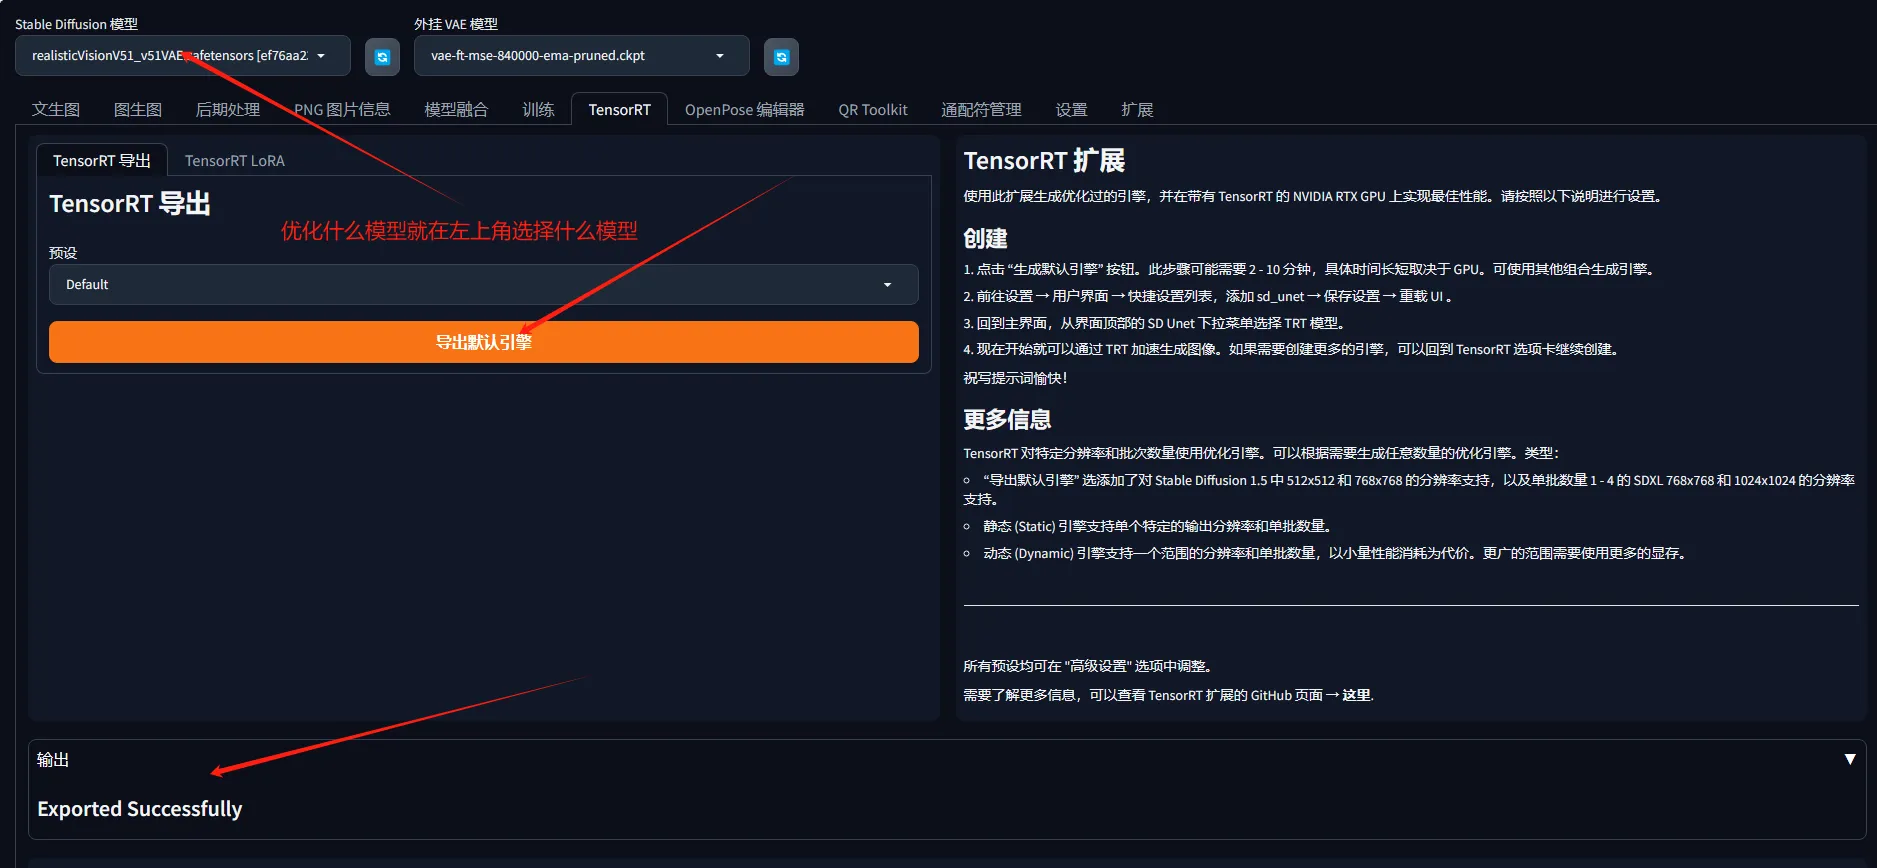 Stable Diffusion 模型
外挂 VAE 模型
realisticVisionV51_v51VAE.safetensors [ef76aa2
vae-ft-mse-840000-ema-pruned.ckpt
文生图
图生图
后期处理
PNG 图片信息
模型融合
训练
TensorRT
OpenPose 编辑器
QR Toolkit
通配符管理
设置
扩展
TensorRT 导出
TensorRT LoRA
TensorRT 导出
优化什么模型就在左上角选择什么模型
预设
Default
导出默认引擎
TensorRT 扩展
使用此扩展生成优化过的引擎，并在带有 TensorRT 的 NVIDIA RTX GPU 上实现最佳性能。请按照以下说明进行设置。
创建
1. 点击 “生成默认引擎” 按钮。此步骤可能需要 2 - 10 分钟，具体时间长短取决于 GPU。可使用其他组合生成引擎。
2. 前往设置 → 用户界面 → 快捷设置列表，添加 sd_unet → 保存设置 → 重载 UI 。
3. 回到主界面，从界面顶部的 SD Unet 下拉菜单选择 TRT 模型。
4. 现在开始就可以通过 TRT 加速生成图像。如果需要创建更多的引擎，可以回到 TensorRT 选项卡继续创建。
祝写提示词愉快！
更多信息
TensorRT 对特定分辨率和批次数量使用优化引擎。可以根据需要生成任意数量的优化引擎。类型：
“导出默认引擎” 选添加了对 Stable Diffusion 1.5 中 512x512 和 768x768 的分辨率支持，以及单批数量 1 - 4 的 SDXL 768x768 和 1024x1024 的分辨率
支持。
静态 (Static) 引擎支持单个特定的输出分辨率和单批数量。
动态 (Dynamic) 引擎支持一个范围的分辨率和单批数量，以小量性能消耗为代价。更广的范围需要使用更多的显存。
所有预设均可在 "高级设置" 选项中调整。
需要了解更多信息，可以查看 TensorRT 扩展的 GitHub 页面 → 这里.
输出
Exported Successfully